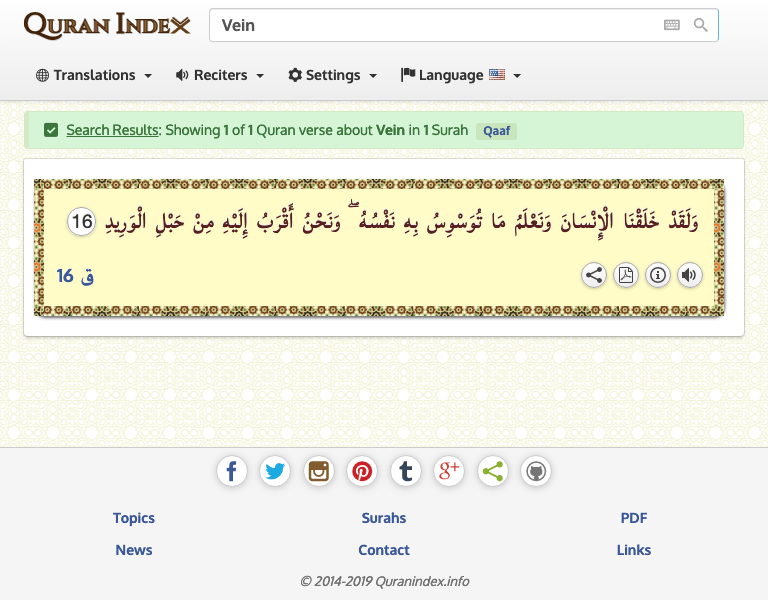 QURAN INDEX
Vein
Translations
Reciters
Settings
Language
Search Results: Showing 1 of 1 Quran verse about Vein in 1 Surah Qaaf
وَلَقَدْ خَلَقْنَا الْإِنْسَانَ وَنَعْلَمُ مَا تُوَسْوِسُ بِهِ نَفْسُهُ ۖ وَنَحْنُ أَقْرَبُ إِلَيْهِ مِنْ حَبْلِ الْوَرِيدِ 16
ق 16
Topics
Surahs
PDF
News
Contact
Links
© 2014-2019 Quranindex.info